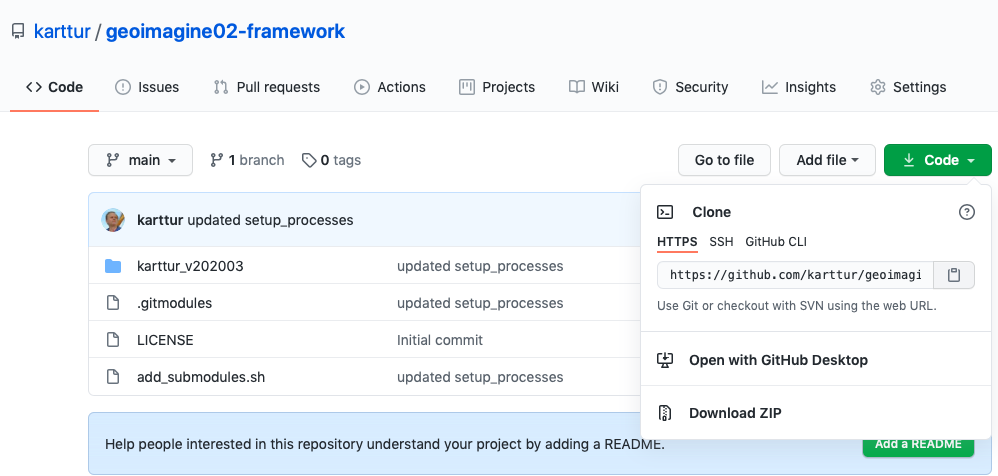 karttur / geoimagine02-framework
Code Issues Pull requests Actions Projects Wiki Security Insights Settings
main 1 branch 0 tags Go to file Add file Code
karttur updated setup_processes
karttur_v202003 updated setup_processes
.gitmodules updated setup_processes
LICENSE Initial commit
add_submodules.sh updated setup_processes
Help people interested in this repository understand your project by adding a README. Add a README
Clone
HTTPS SSH GitHub CLI
https://github.com/karttur/geoimagi
Use Git or checkout with SVN using the web URL.
Open with GitHub Desktop
Download ZIP